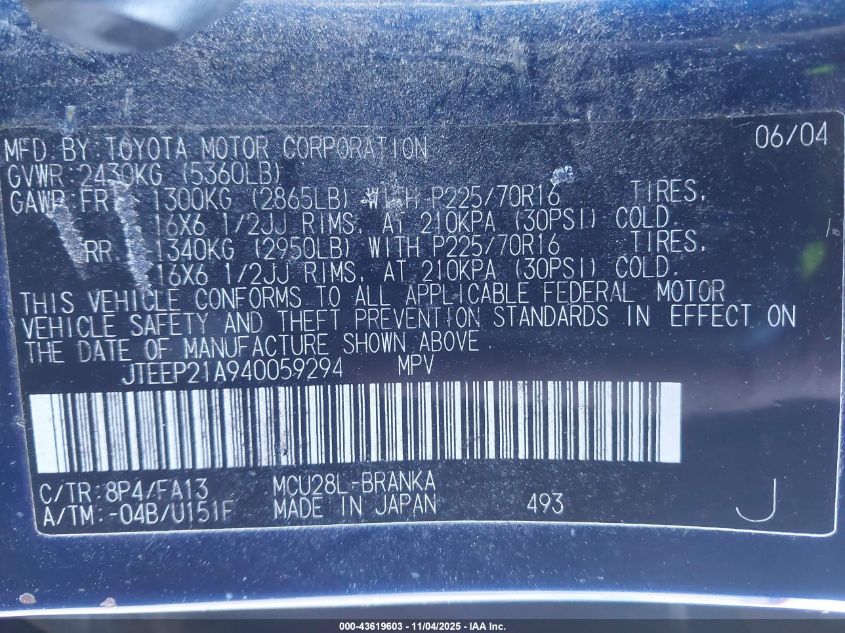 06/04
MFD BY: TOYOTA MOTOR CORPORATION
GVWR: 2430KG (5360LB)
GAWR FRT 1300KG (2865LB) WITH P225/70R16 TIRES,
16X6 1/2JJ RIMS, AT 210KPA (30PSI) COLD.
RR 1340KG (2950LB) WITH P225/70R16 TIRES,
16X6 1/2JJ RIMS, AT 210KPA (30PSI) COLD.
THIS VEHICLE CONFORMS TO ALL APPLICABLE FEDERAL MOTOR
VEHICLE SAFETY AND THEFT PREVENTION STANDARDS IN EFFECT ON
THE DATE OF MANUFACTURE SHOWN ABOVE
JTEEP21A940059294 MPV
C/TR: 8P4/FA13 MCU28L-BRANKA
A/TM: -04B/U151F MADE IN JAPAN 493 J
000-43619603 - 11/04/2025 - IAA Inc.